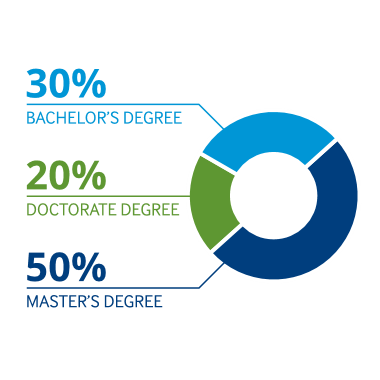 30%
BACHELOR'S DEGREE
20%
DOCTORATE DEGREE
50%
MASTER'S DEGREE